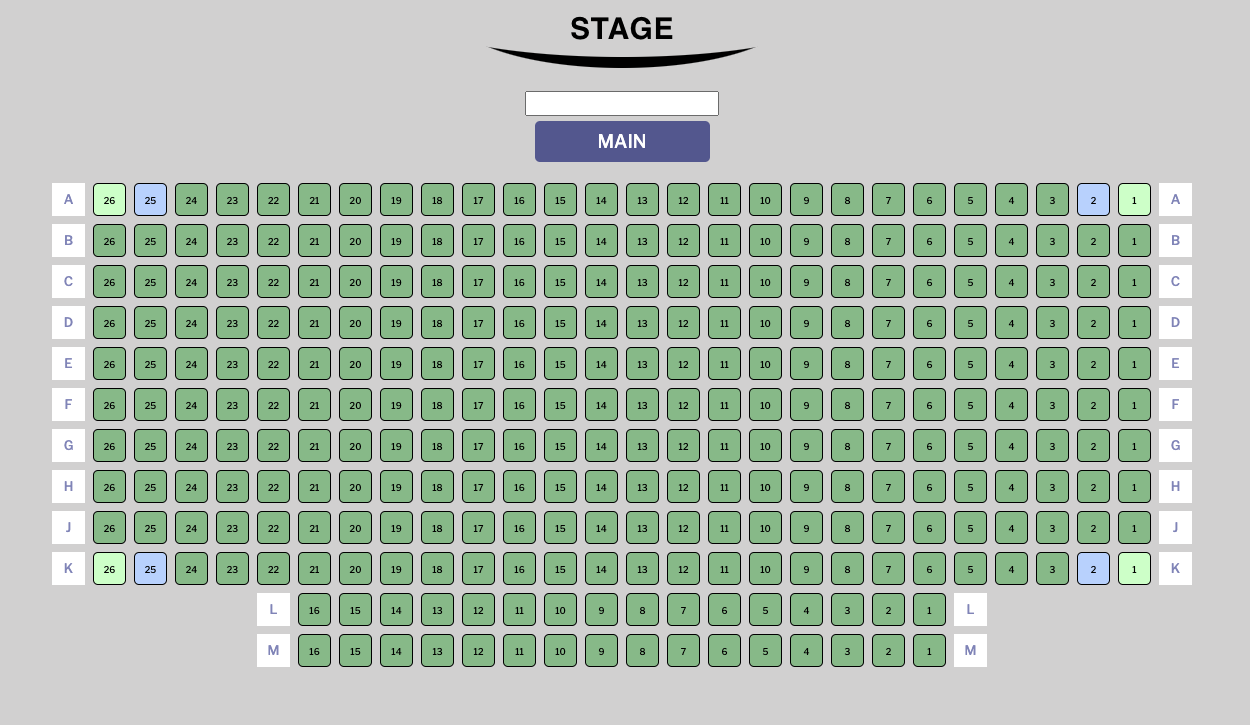 STAGE
MAIN
A 26 25 24 23 22 21 20 19 18 17 16 15 14 13 12 11 10 9 8 7 6 5 4 3 2 1 A
B 26 25 24 23 22 21 20 19 18 17 16 15 14 13 12 11 10 9 8 7 6 5 4 3 2 1 B
C 26 25 24 23 22 21 20 19 18 17 16 15 14 13 12 11 10 9 8 7 6 5 4 3 2 1 C
D 26 25 24 23 22 21 20 19 18 17 16 15 14 13 12 11 10 9 8 7 6 5 4 3 2 1 D
E 26 25 24 23 22 21 20 19 18 17 16 15 14 13 12 11 10 9 8 7 6 5 4 3 2 1 E
F 26 25 24 23 22 21 20 19 18 17 16 15 14 13 12 11 10 9 8 7 6 5 4 3 2 1 F
G 26 25 24 23 22 21 20 19 18 17 16 15 14 13 12 11 10 9 8 7 6 5 4 3 2 1 G
H 26 25 24 23 22 21 20 19 18 17 16 15 14 13 12 11 10 9 8 7 6 5 4 3 2 1 H
J 26 25 24 23 22 21 20 19 18 17 16 15 14 13 12 11 10 9 8 7 6 5 4 3 2 1 J
K 26 25 24 23 22 21 20 19 18 17 16 15 14 13 12 11 10 9 8 7 6 5 4 3 2 1 K
L 16 15 14 13 12 11 10 9 8 7 6 5 4 3 2 1 L
M 16 15 14 13 12 11 10 9 8 7 6 5 4 3 2 1 M